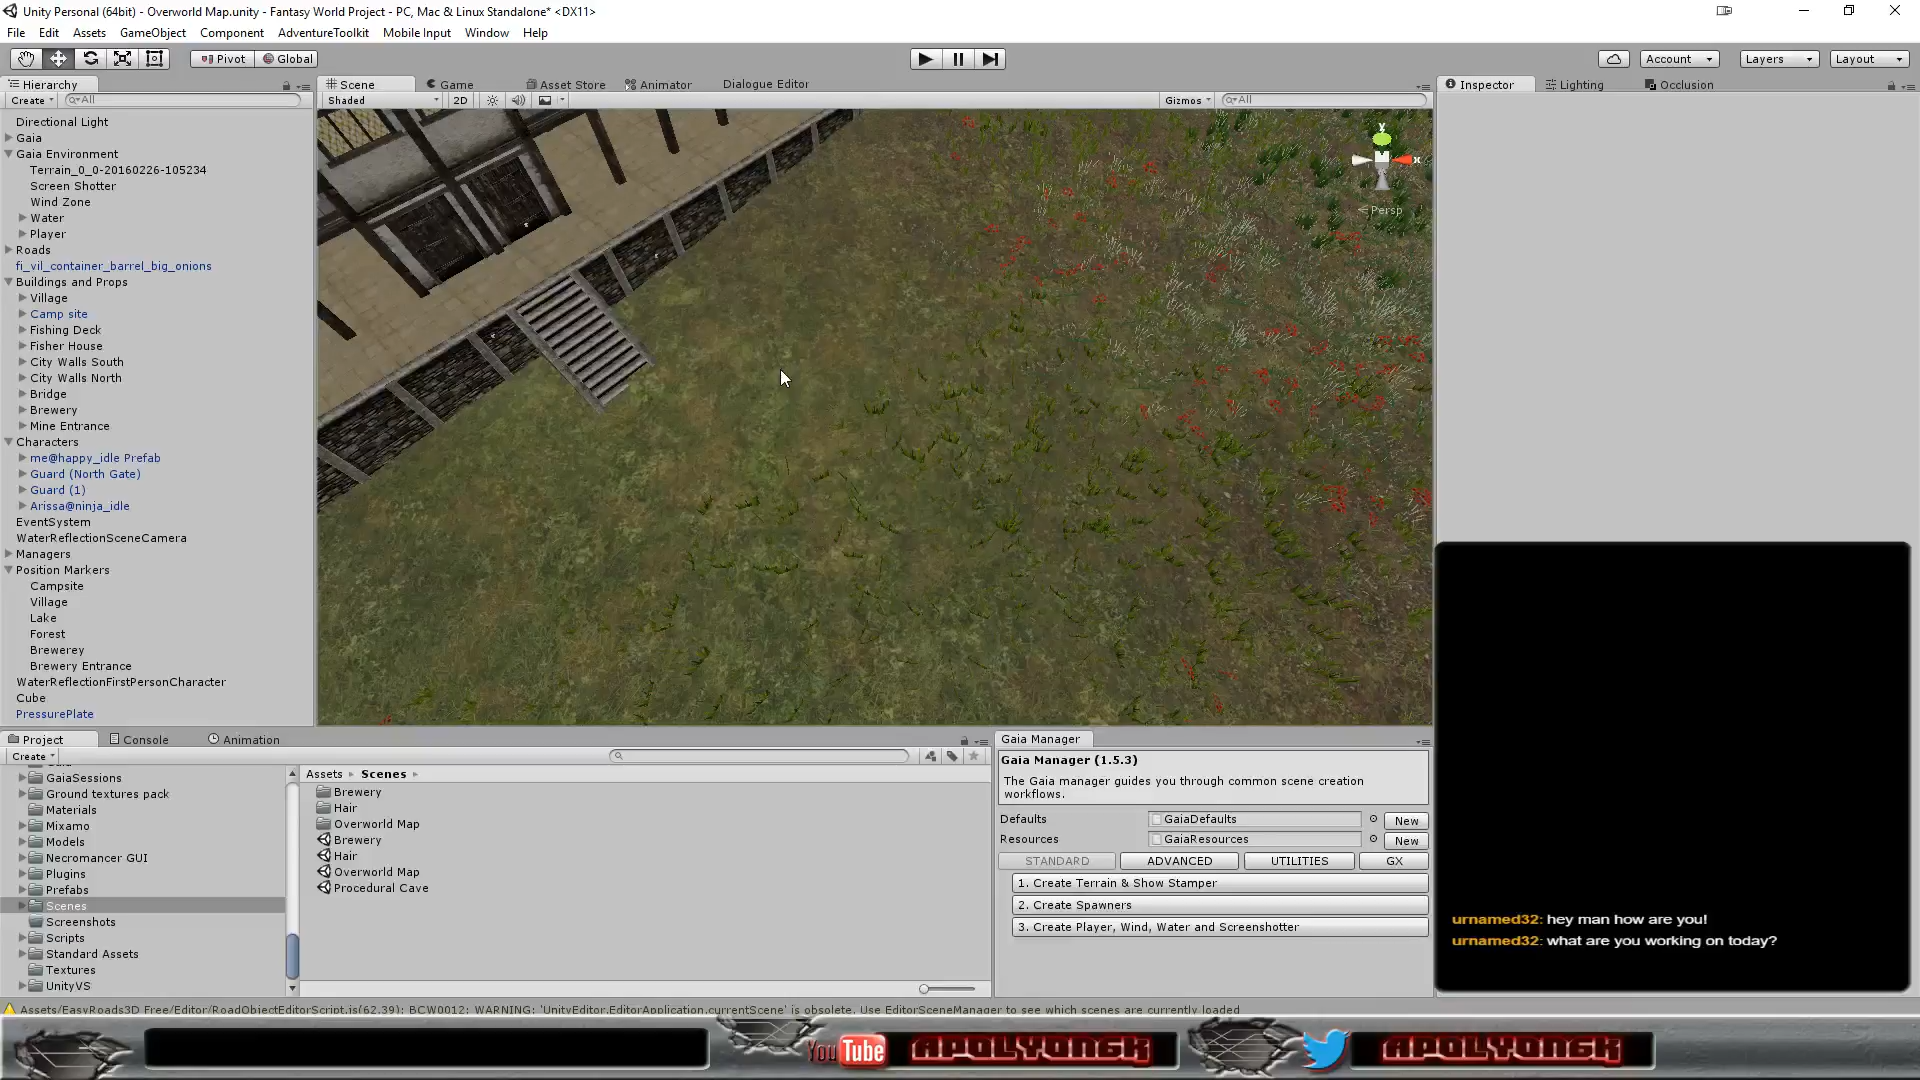 Unity Personal (64bit) - Overworld Map.unity - Fantasy World Project - PC, Mac & Linux Standalone* <DX11>
File Edit Assets GameObject Component AdventureToolkit Mobile Input Window Help
Pivot Global Account Layers Layout
Hierarchy
Create All
Directional Light
Gaia
Gaia Environment
Terrain_0_0-20160226-105234
Screen Shotter
Wind Zone
Water
Player
Roads
fi_vil_container_barrel_big_onions
Buildings and Props
Village
Camp site
Fishing Deck
Fisher House
City Walls South
City Walls North
Bridge
Brewery
Mine Entrance
Characters
me@happy_idle Prefab
Guard (North Gate)
Guard (1)
Arissa@ninja_idle
EventSystem
WaterReflectionSceneCamera
Managers
Position Markers
Campsite
Village
Lake
Forest
Brewerey
Brewery Entrance
WaterReflectionFirstPersonCharacter
Cube
PressurePlate
Scene Game Asset Store Animator Dialogue Editor
Shaded 2D Gizmos All
y
x
Persp
Inspector Lighting Occlusion
Project Console Animation
Create
GaiaSessions
Ground textures pack
Materials
Mixamo
Models
Necromancer GUI
Plugins
Prefabs
Scenes
Screenshots
Scripts
Standard Assets
Textures
UnityVS
Assets Scenes
Brewery
Hair
Overworld Map
Brewery
Hair
Overworld Map
Procedural Cave
Gaia Manager
Gaia Manager (1.5.3)
The Gaia manager guides you through common scene creation
workflows.
Defaults GaiaDefaults New
Resources GaiaResources New
STANDARD ADVANCED UTILITIES GX
1. Create Terrain & Show Stamper
2. Create Spawners
3. Create Player, Wind, Water and Screenshotter
urnamed32: hey man how are you!
urnamed32: what are you working on today?
Assets/EasyRoads3D Free/Editor/RoadObjectEditorScript.js(62,39): BCW0012: WARNING: 'UnityEditor.EditorApplication.currentScene' is obsolete. Use EditorSceneManager to see which scenes are currently loaded
YouTube APOLYON6K APOLYON6K